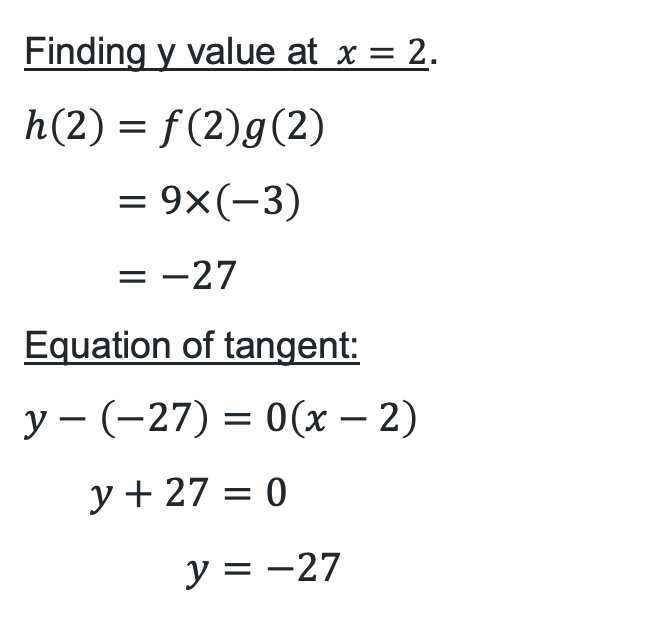 Finding y value at x = 2.
h(2) = f(2)g(2)
= 9×(−3)
= −27
Equation of tangent:
y − (−27) = 0(x − 2)
y + 27 = 0
y = −27